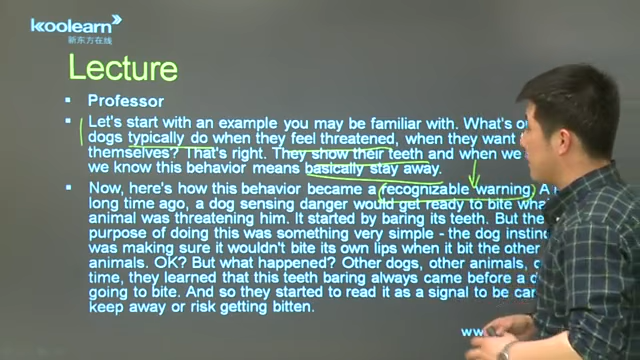 koolearn
新东方在线
Lecture
Professor
Let's start with an example you may be familiar with. What's
dogs typically do when they feel threatened, when they want
themselves? That's right. They show their teeth and when we
we know this behavior means basically stay away.
Now, here's how this behavior became a recognizable warning. A
long time ago, a dog sensing danger would get ready to bite
animal was threatening him. It started by baring its teeth. But the
purpose of doing this was something very simple - the dog
was making sure it wouldn't bite its own lips when it bit the other
animals. OK? But what happened? Other dogs, other animals,
time, they learned that this teeth baring always came before a
going to bite. And so they started to read it as a signal to be
keep away or risk getting bitten.